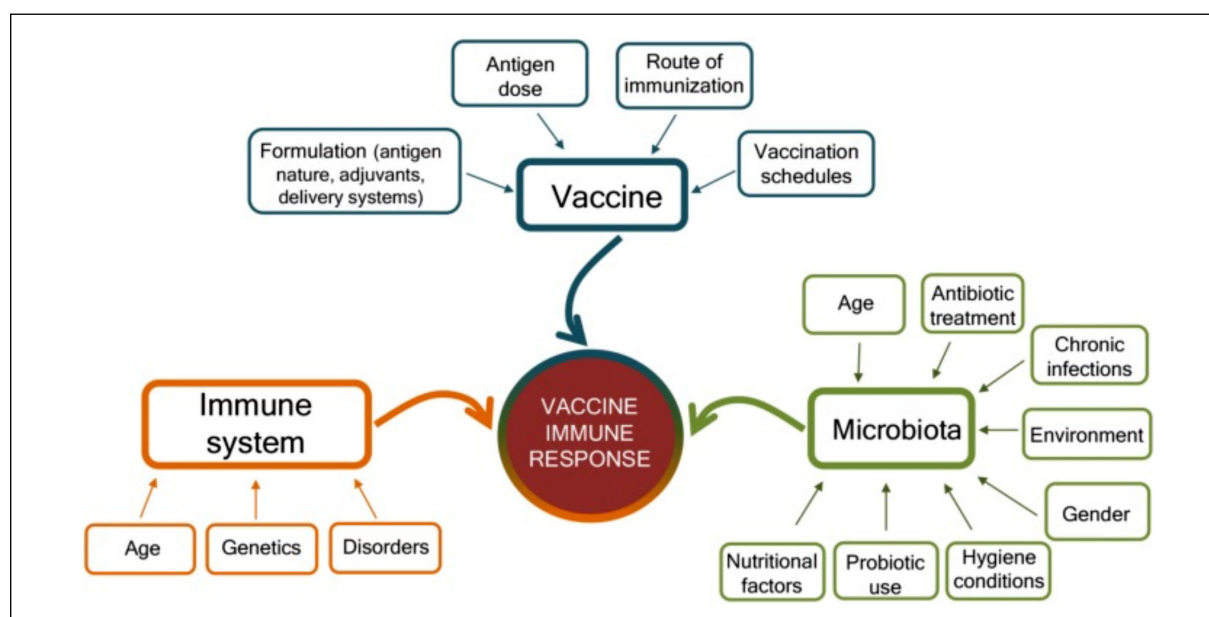 Antigen
dose
Route of
immunization
Formulation (antigen
nature, adjuvants,
delivery systems)
Vaccination
schedules
Vaccine
Age
Antibiotic
treatment
Chronic
infections
Immune
system
VACCINE
IMMUNE
RESPONSE
Microbiota
Environment
Gender
Age
Genetics
Disorders
Nutritional
factors
Probiotic
use
Hygiene
conditions